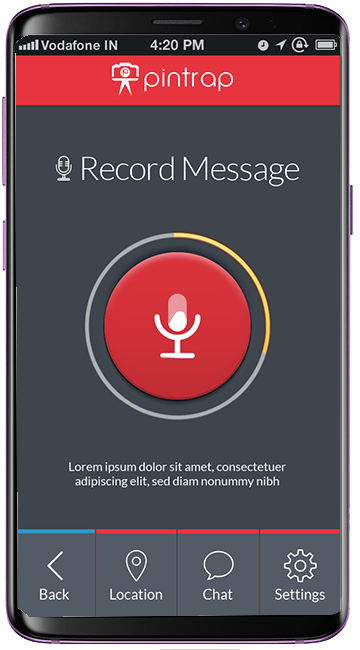 Vodafone IN 4:20 PM
pintrap
Record Message
Lorem ipsum dolor sit amet, consectetuer
adipiscing elit, sed diam nonummy nibh
Back Location Chat Settings